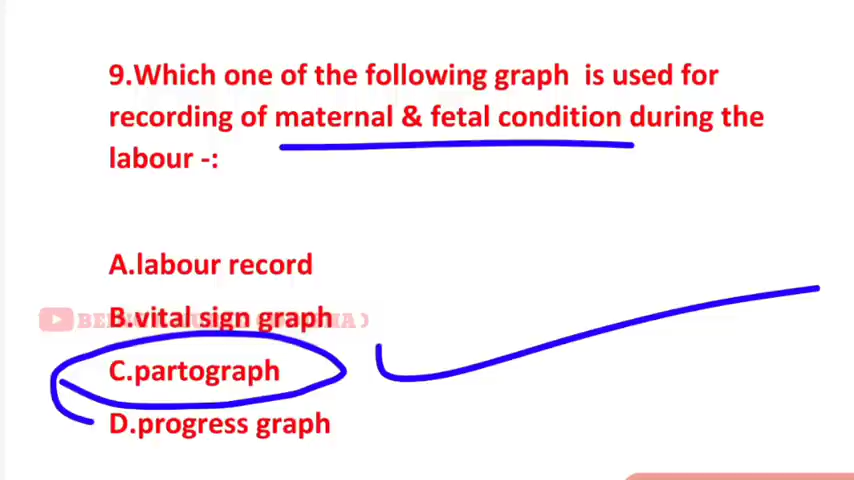 9.Which one of the following graph is used for
recording of maternal & fetal condition during the
labour -:
A.labour record
B.vital sign graph
C.partograph
D.progress graph